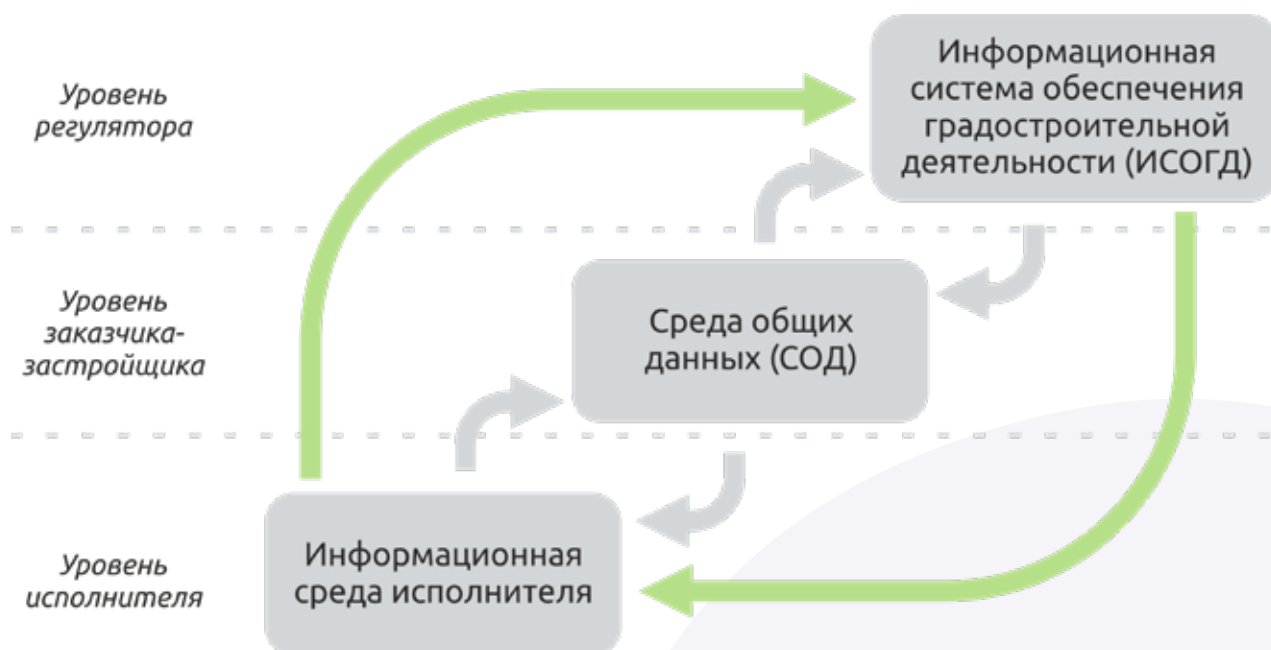 Уровень
регулятора
Информационная
система обеспечения
градостроительной
деятельности (ИСОГД)
Уровень
заказчика-
застройщика
Среда общих
данных (СОД)
Уровень
исполнителя
Информационная
среда исполнителя